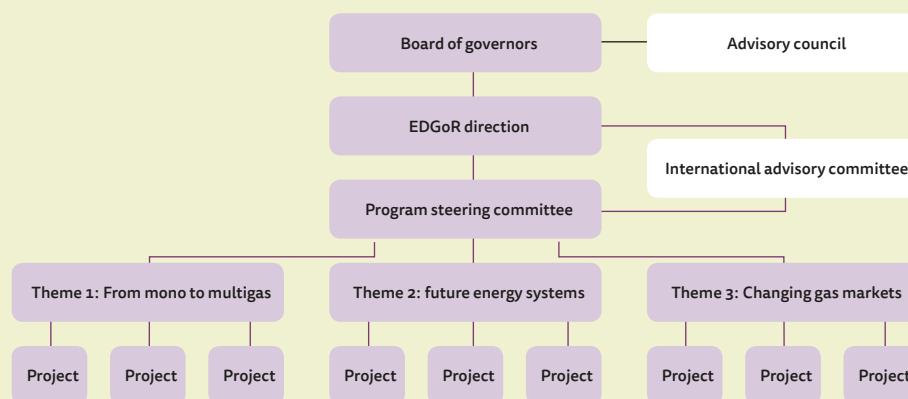 Board of governors
Advisory council
EDGoR direction
International advisory committee
Program steering committee
Theme 1: From mono to multigas
Theme 2: future energy systems
Theme 3: Changing gas markets
Project
Project
Project
Project
Project
Project
Project
Project
Project